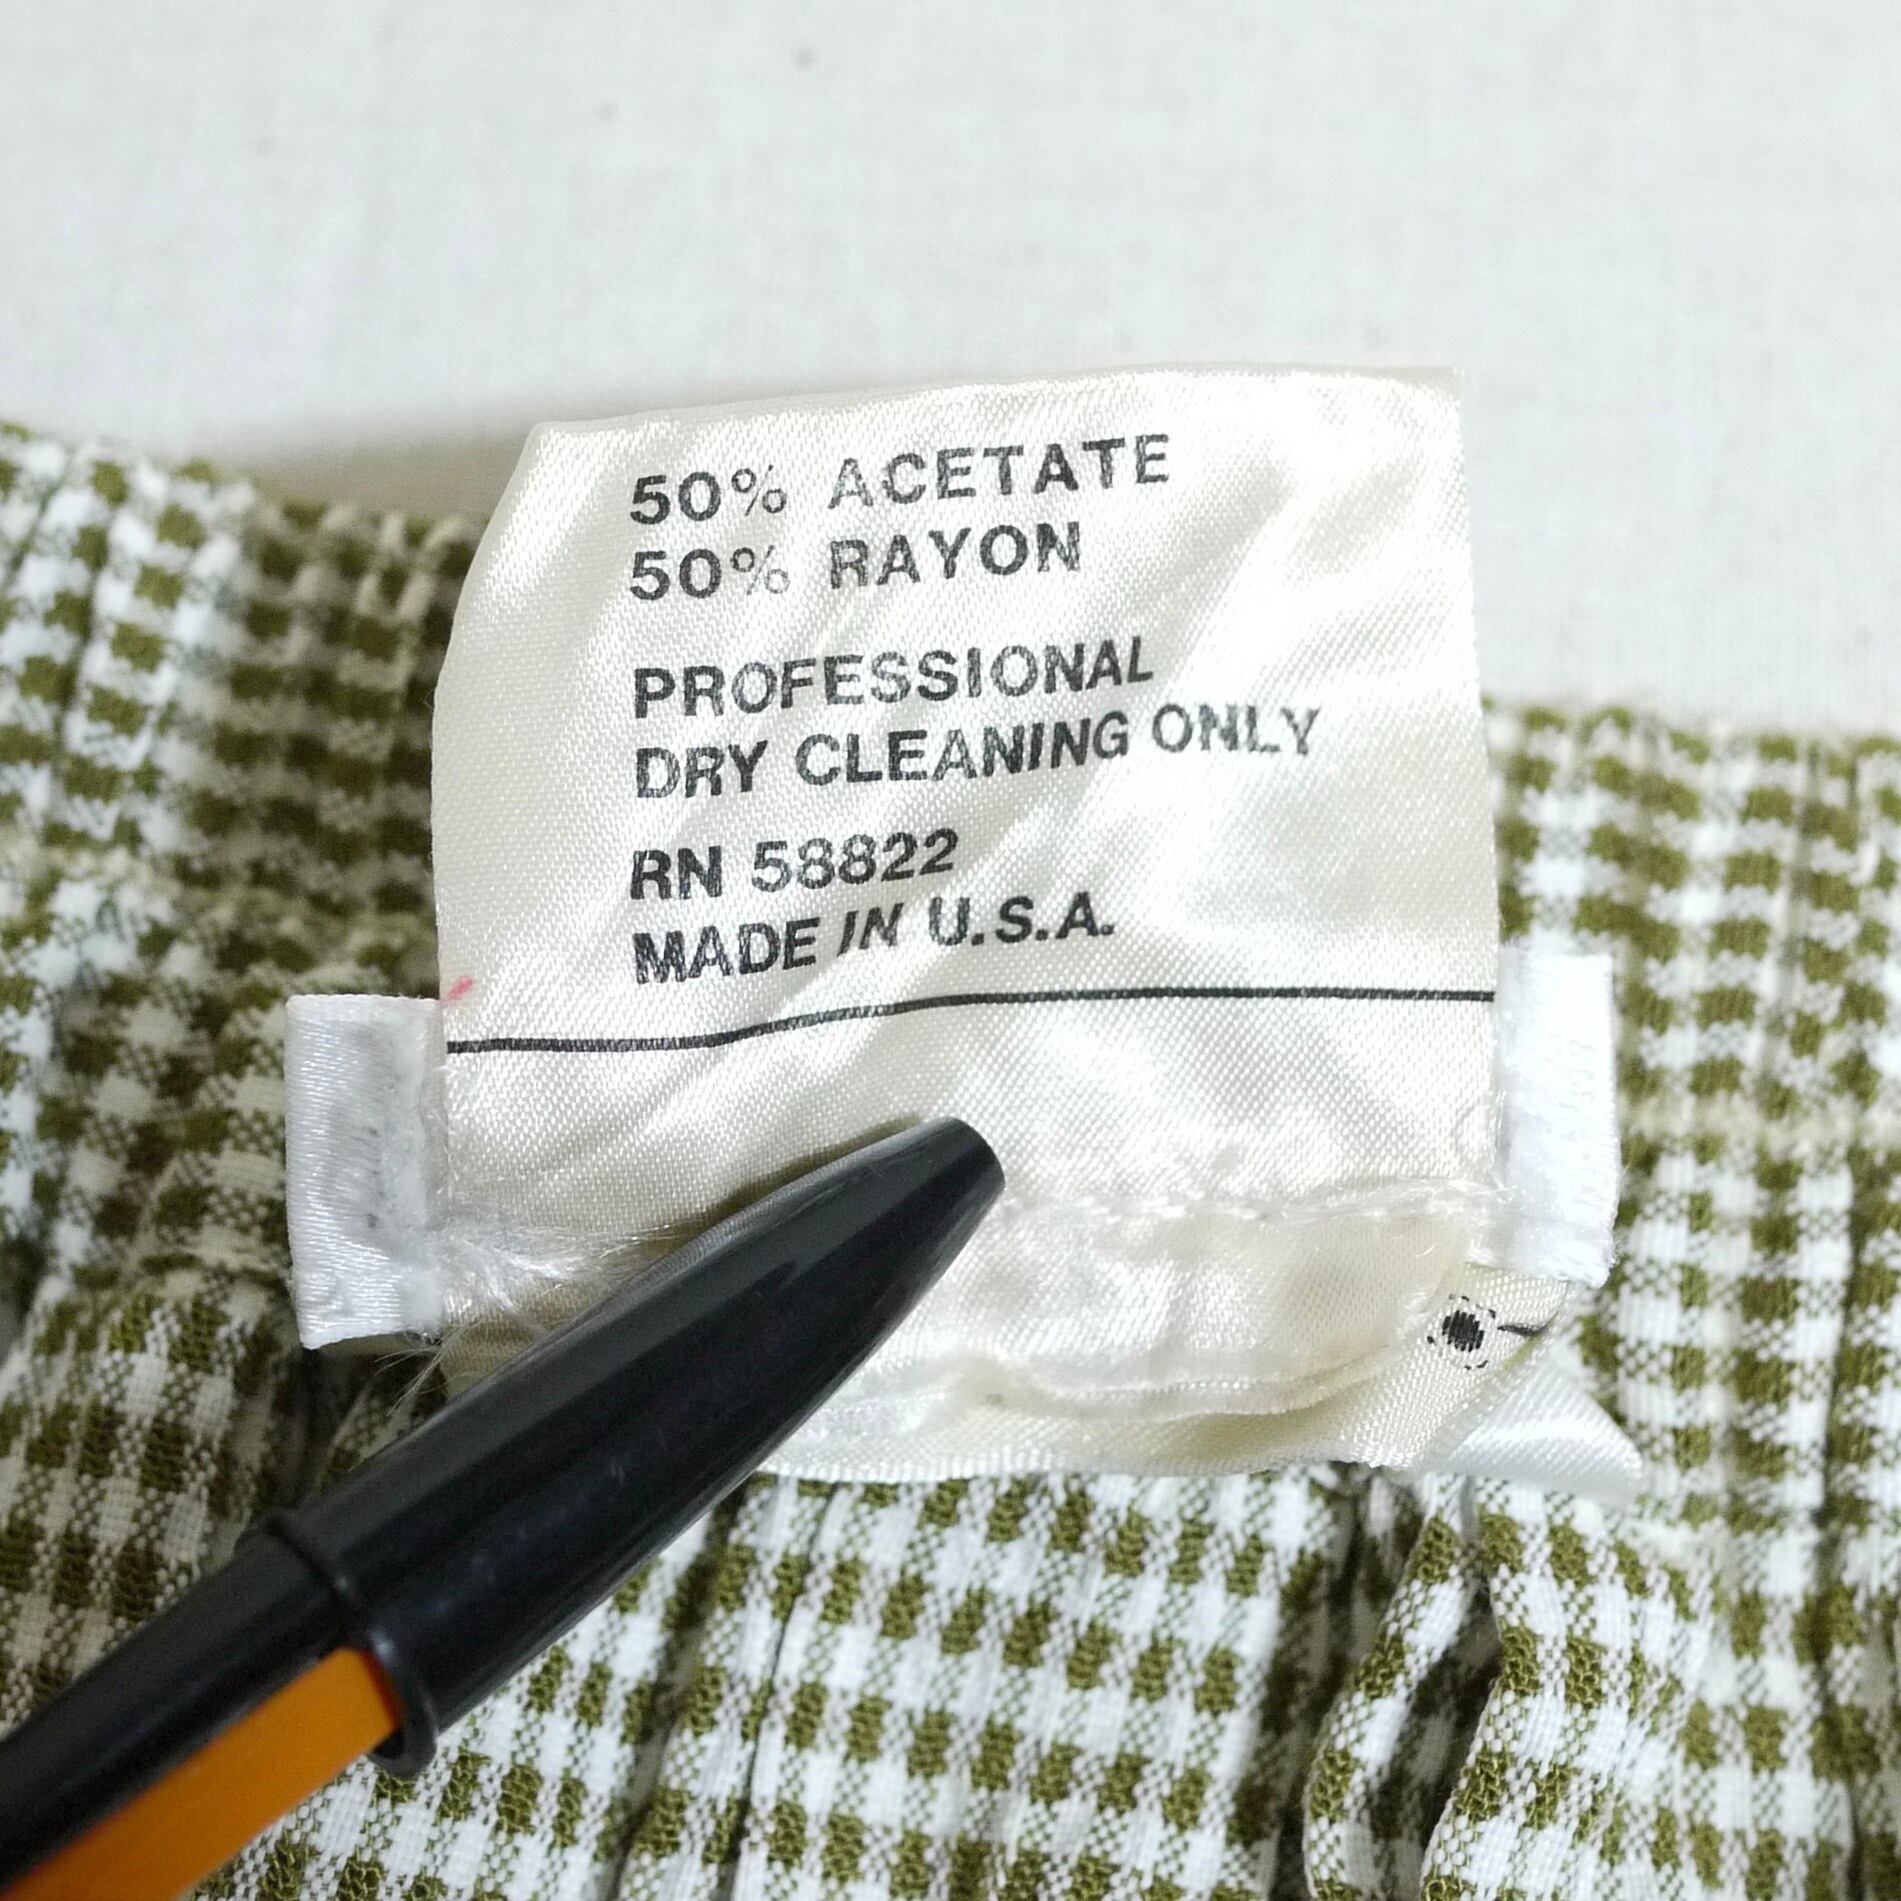 50% ACETATE
50% RAYON
PROFESSIONAL
DRY CLEANING ONLY
RN 58822
MADE IN U.S.A.